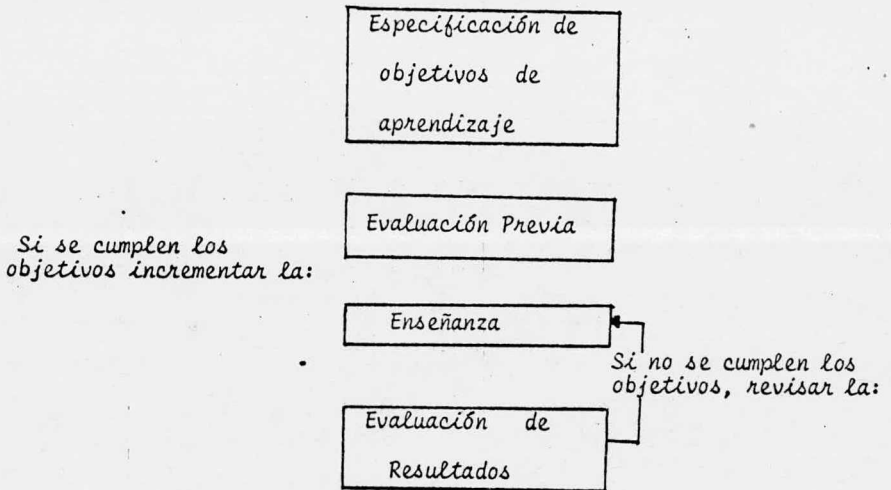 Especificación de
objetivos de
aprendizaje
Evaluación Previa
Si se cumplen los
objetivos incrementar la:
Enseñanza
Si no se cumplen los
objetivos, revisar la:
Evaluación de
Resultados